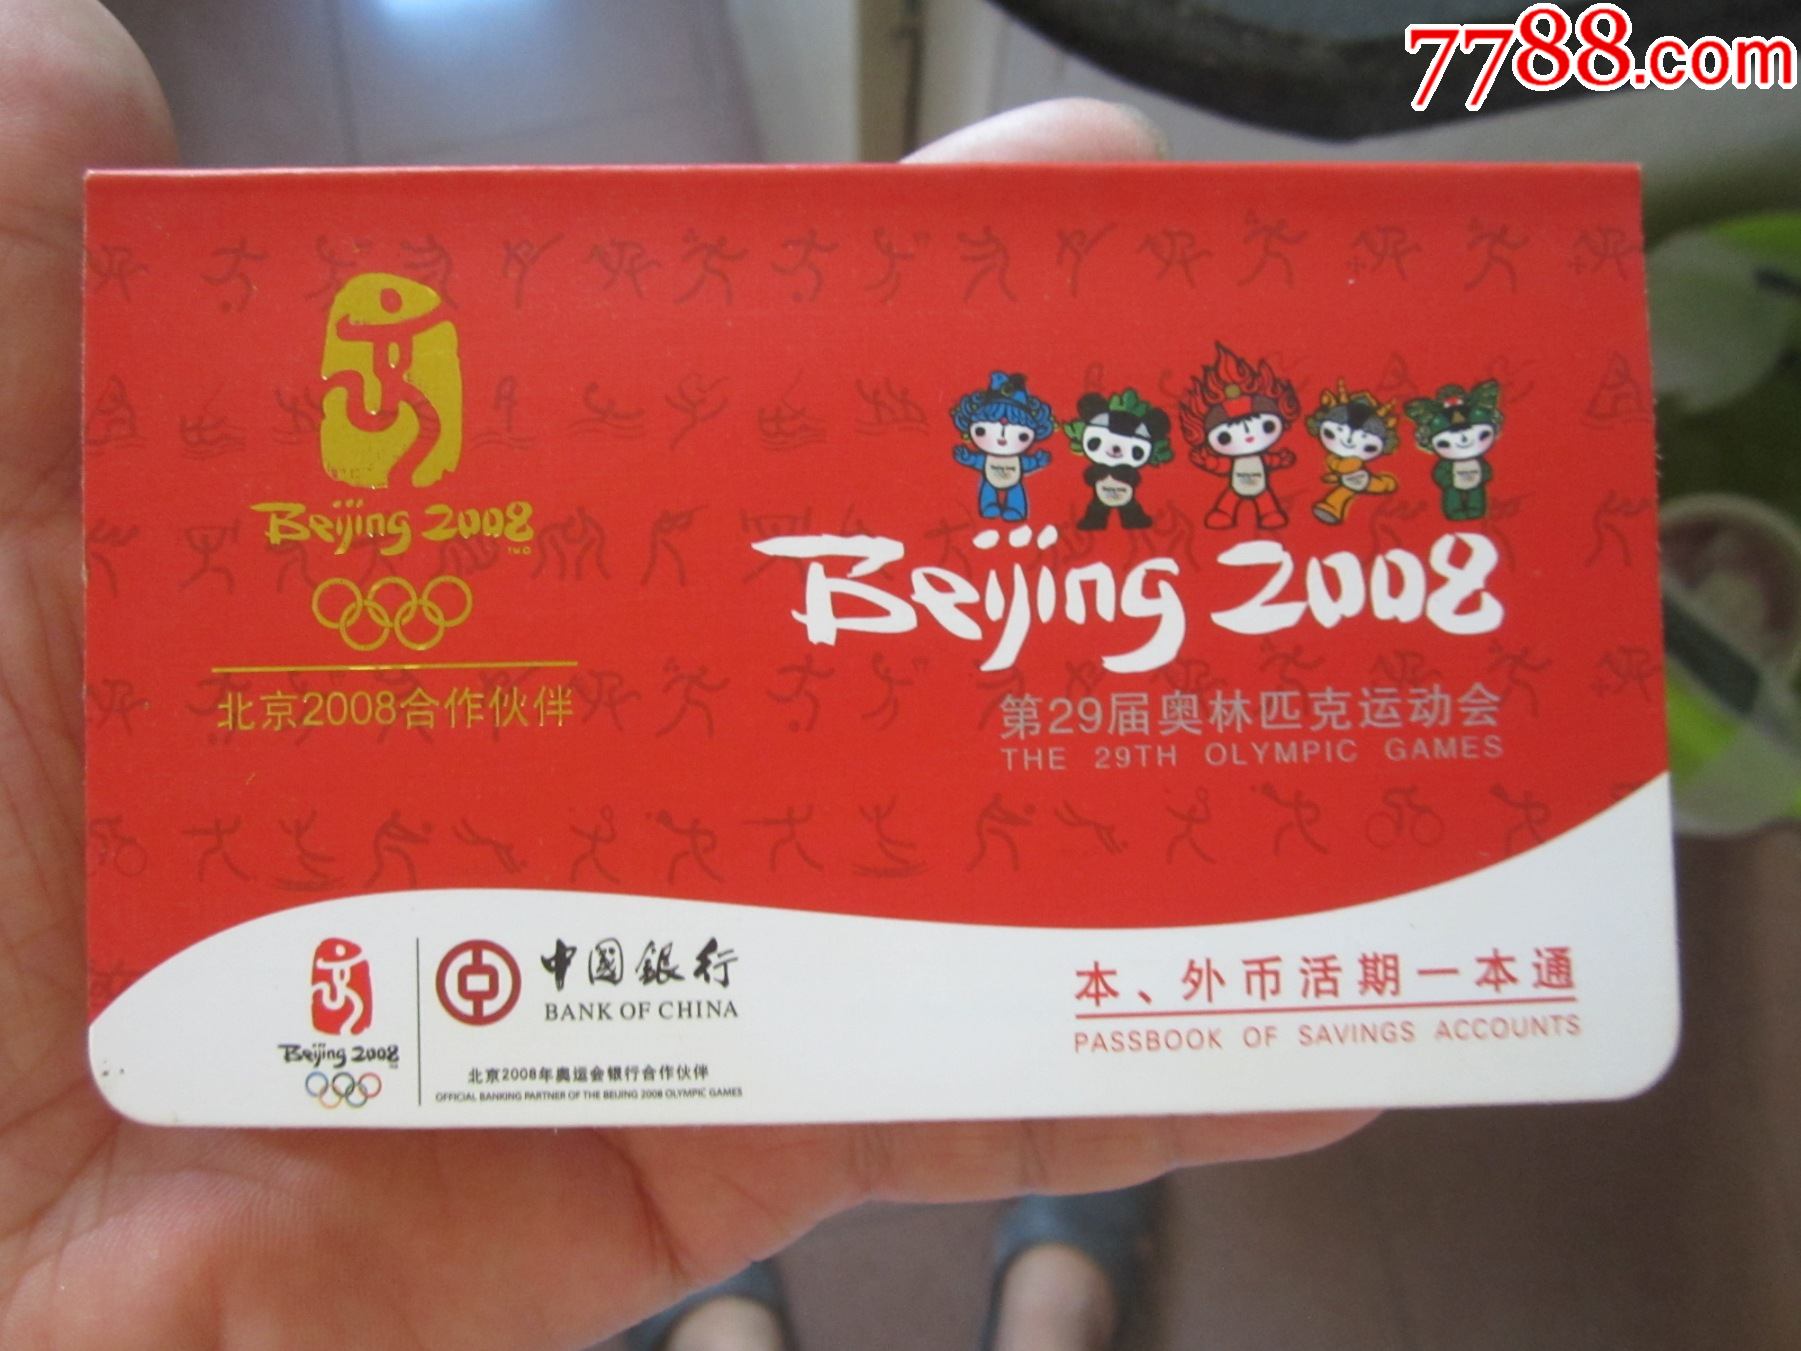 7788.com
Beijing 2008
北京2008合作伙伴
Beijing 2008
第29届奥林匹克运动会
THE 29TH OLYMPIC GAMES
Beijing 2008
中國銀行
BANK OF CHINA
北京2008年奥运会银行合作伙伴
OFFICIAL BANKING PARTNER OF THE BEIJING 2008 OLYMPIC GAMES
本、外币活期一本通
PASSBOOK OF SAVINGS ACCOUNTS